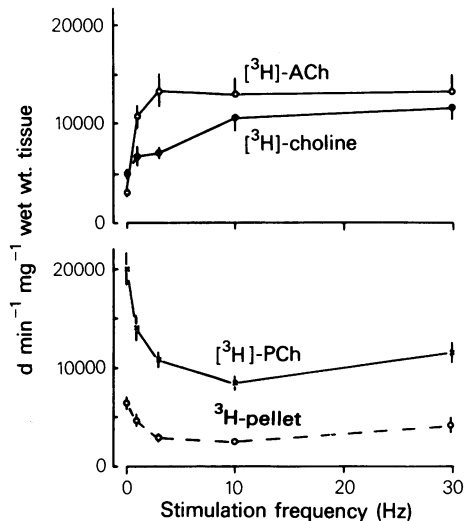 20000
[³H]-ACh
10000
[³H]-choline
0
d min⁻¹ mg⁻¹ wet wt. tissue
20000
[³H]-PCh
10000
³H-pellet
0
0 10 20 30
Stimulation frequency (Hz)